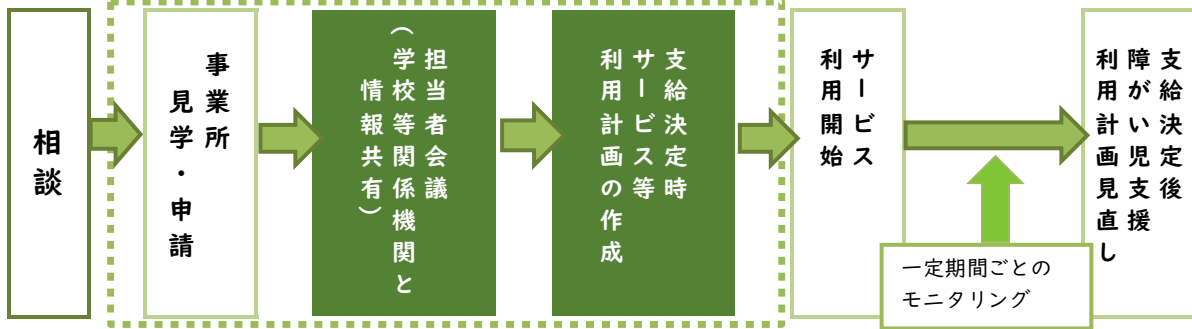 相談
事業所
見学・申請
担当者会議
(学校等関係機関と
情報共有)
支給決定時
サービス等
利用計画の作成
サービス
利用開始
一定期間ごとの
モニタリング
支給決定後
障がい児支援
利用計画見直し